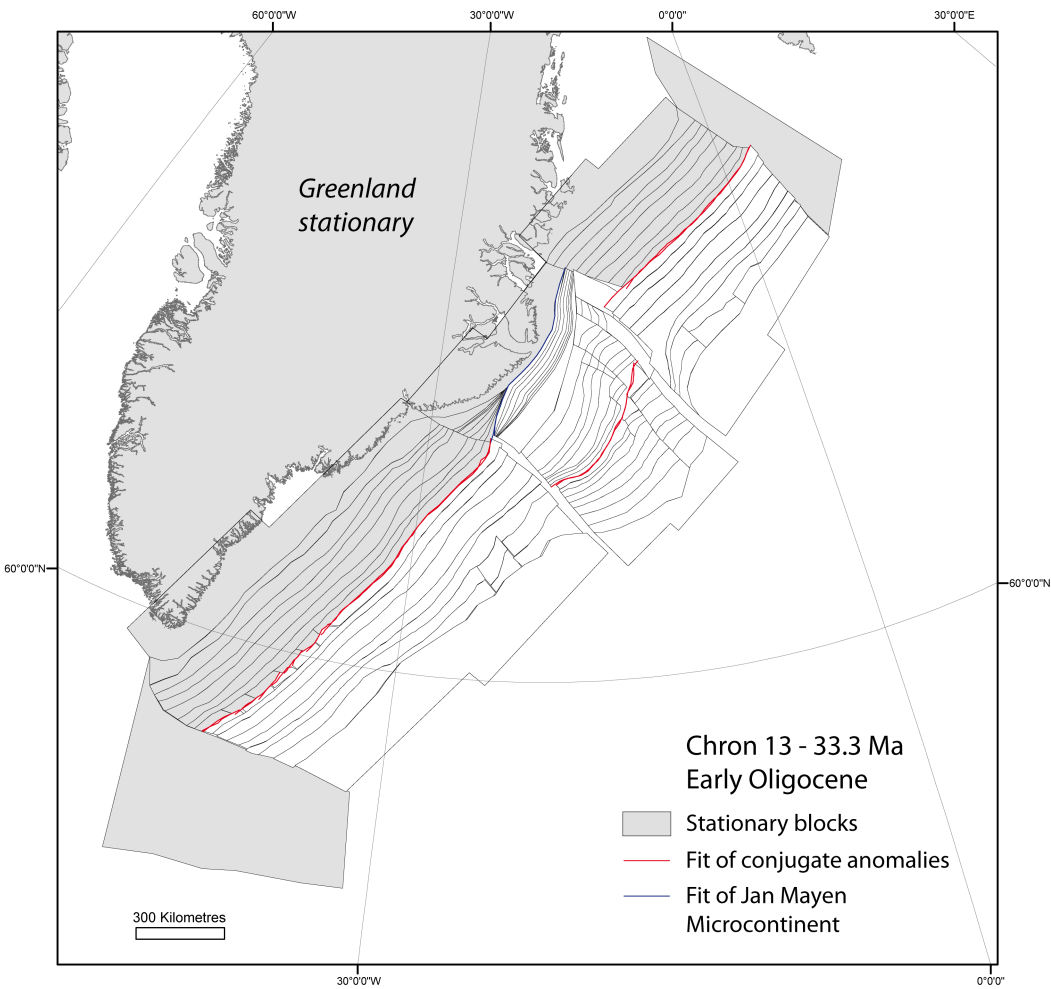 60°0'0"W 30°0'0"W 0°0'0" 30°0'0"E
Greenland
stationary
60°0'0"N 60°0'0"N
Chron 13 - 33.3 Ma
Early Oligocene
Stationary blocks
Fit of conjugate anomalies
Fit of Jan Mayen
Microcontinent
300 Kilometres
30°0'0"W 0°0'0"